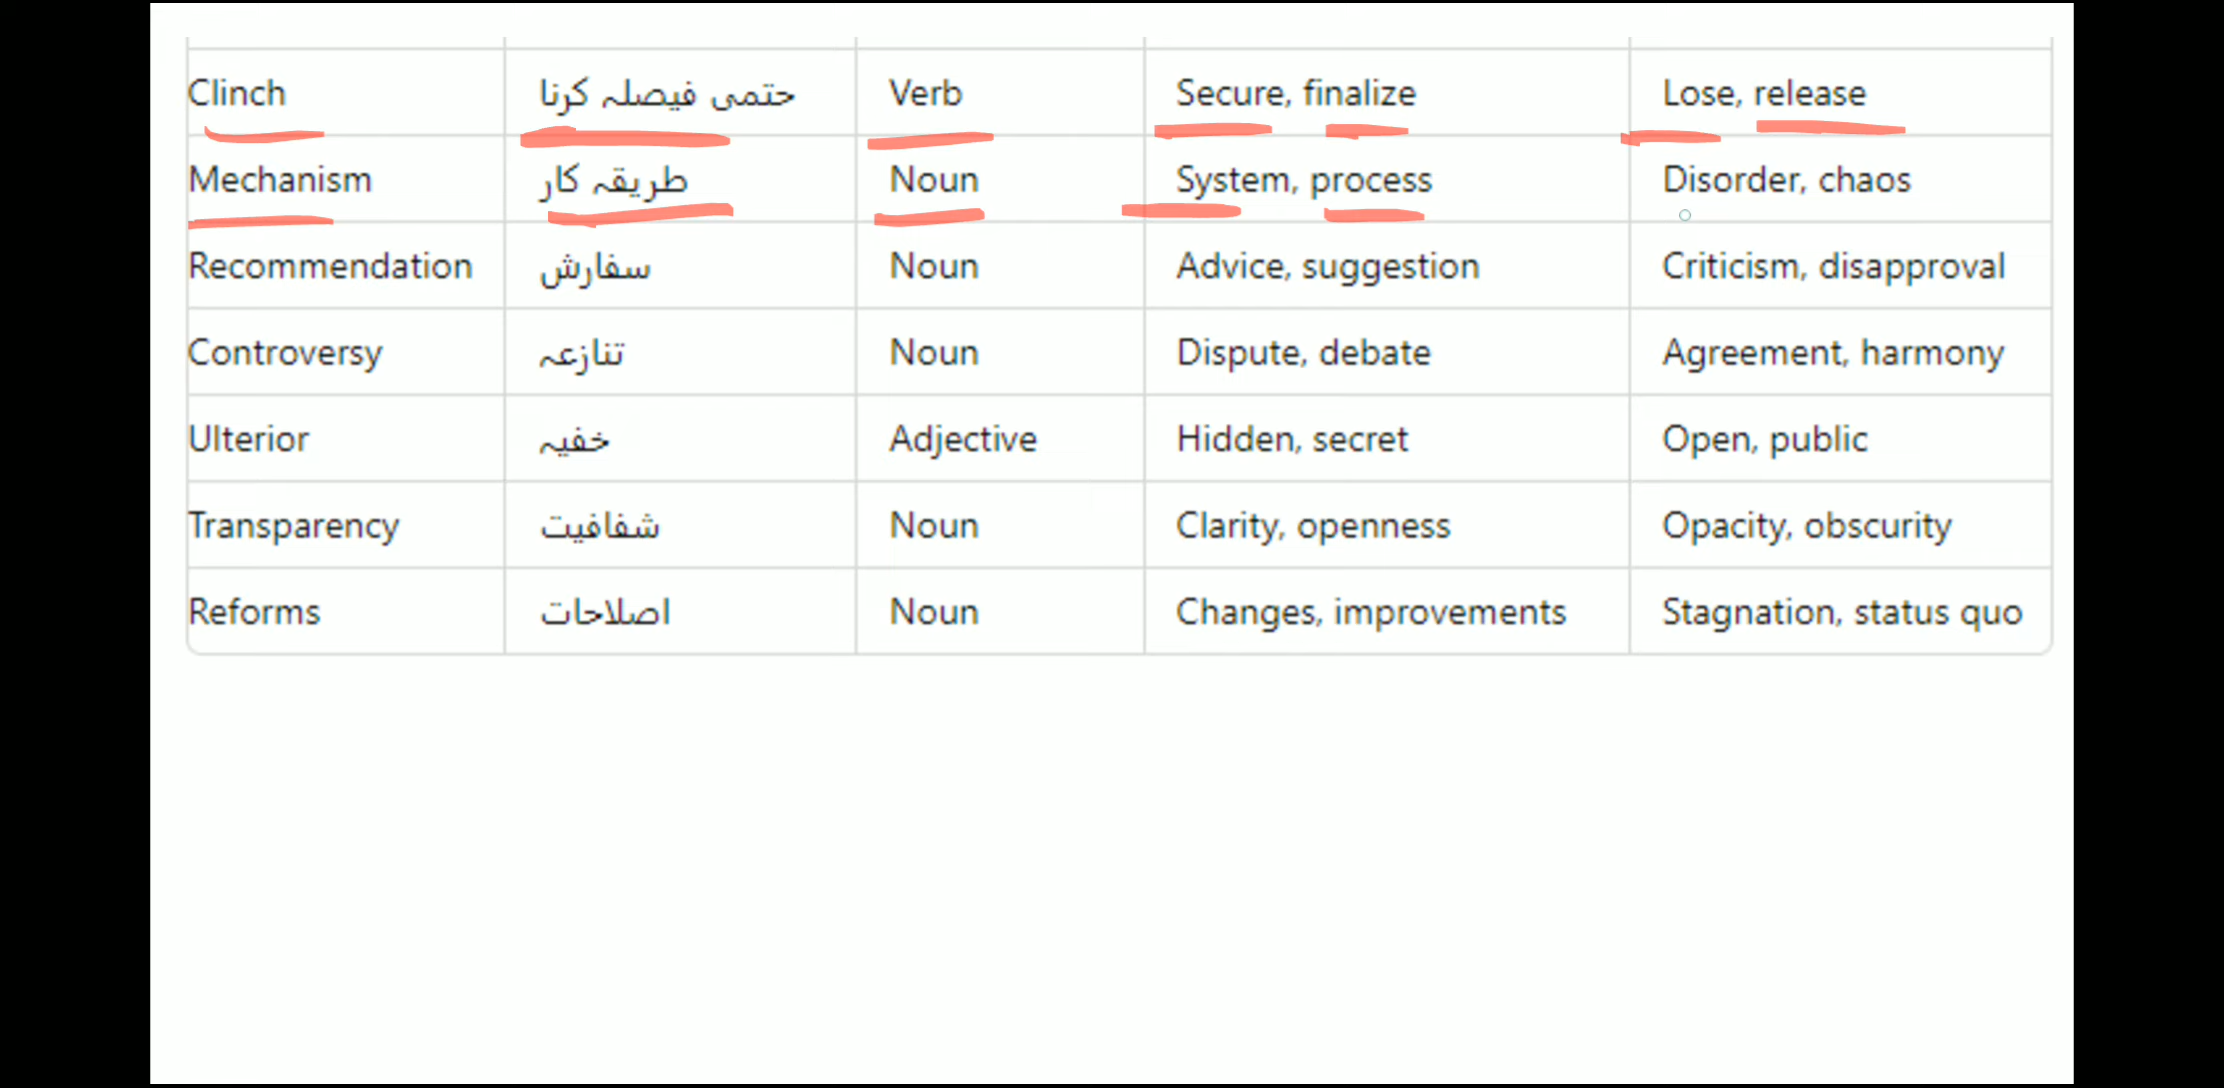 Clinch حتمی فیصلہ کرنا Verb Secure, finalize Lose, release
Mechanism طریقہ کار Noun System, process Disorder, chaos
Recommendation سفارش Noun Advice, suggestion Criticism, disapproval
Controversy تنازعہ Noun Dispute, debate Agreement, harmony
Ulterior خفیہ Adjective Hidden, secret Open, public
Transparency شفافیت Noun Clarity, openness Opacity, obscurity
Reforms اصلاحات Noun Changes, improvements Stagnation, status quo